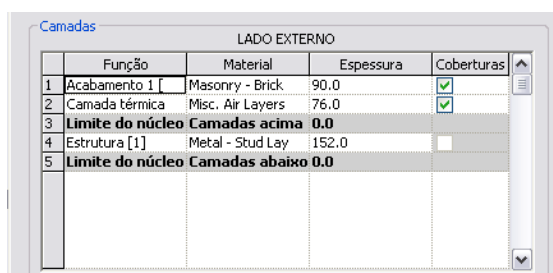 Camadas
LADO EXTERNO
Função Material Espessura Coberturas
1 Acabamento 1 [ Masonry - Brick 90.0
2 Camada térmica Misc. Air Layers 76.0
3 Limite do núcleo Camadas acima 0.0
4 Estrutura [1] Metal - Stud Lay 152.0
5 Limite do núcleo Camadas abaixo 0.0